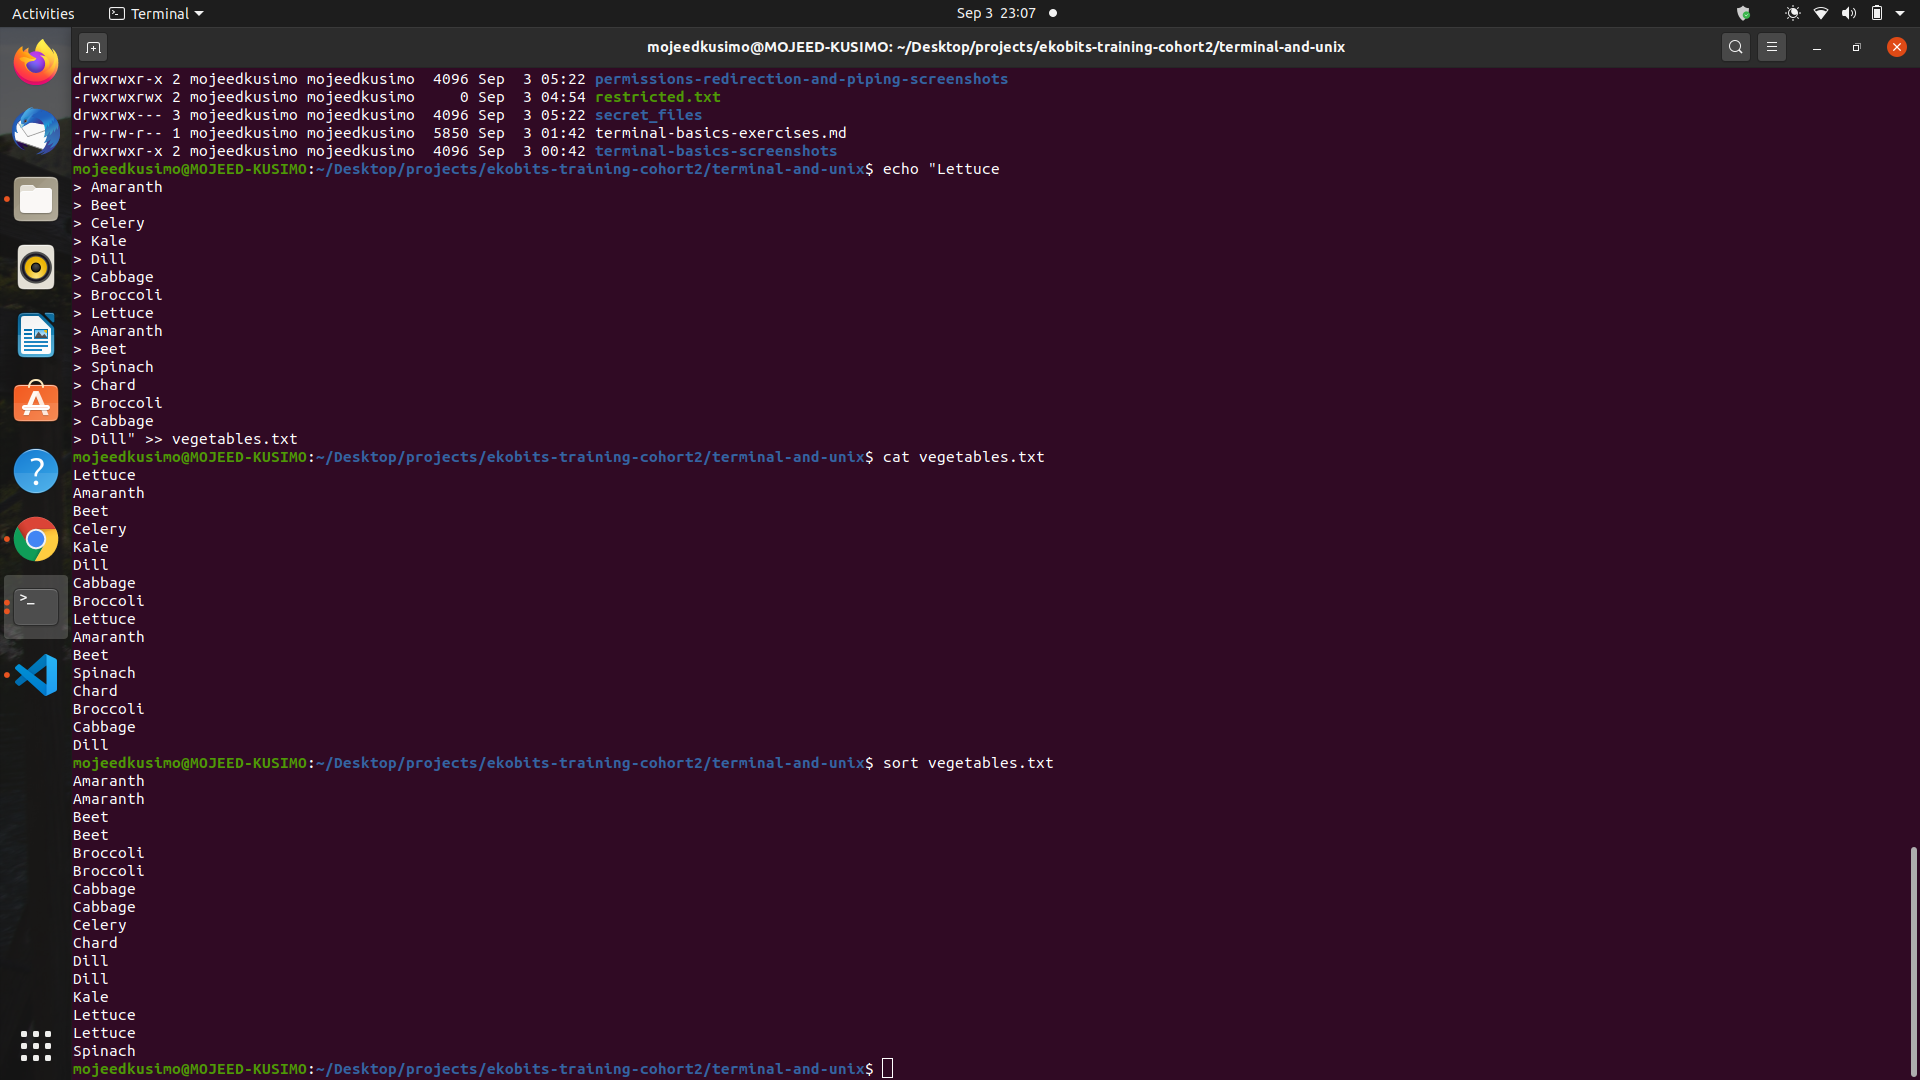 Activities Terminal Sep 3 23:07
mojeedkusimo@MOJEED-KUSIMO: ~/Desktop/projects/ekobits-training-cohort2/terminal-and-unix
drwxrwxr-x 2 mojeedkusimo mojeedkusimo  4096 Sep  3 05:22 permissions-redirection-and-piping-screenshots
-rwxrwxrwx 2 mojeedkusimo mojeedkusimo     0 Sep  3 04:54 restricted.txt
drwxrwx--- 3 mojeedkusimo mojeedkusimo  4096 Sep  3 05:22 secret_files
-rw-rw-r-- 1 mojeedkusimo mojeedkusimo  5850 Sep  3 01:42 terminal-basics-exercises.md
drwxrwxr-x 2 mojeedkusimo mojeedkusimo  4096 Sep  3 00:42 terminal-basics-screenshots
mojeedkusimo@MOJEED-KUSIMO:~/Desktop/projects/ekobits-training-cohort2/terminal-and-unix$ echo "Lettuce
> Amaranth
> Beet
> Celery
> Kale
> Dill
> Cabbage
> Broccoli
> Lettuce
> Amaranth
> Beet
> Spinach
> Chard
> Broccoli
> Cabbage
> Dill" >> vegetables.txt
mojeedkusimo@MOJEED-KUSIMO:~/Desktop/projects/ekobits-training-cohort2/terminal-and-unix$ cat vegetables.txt
Lettuce
Amaranth
Beet
Celery
Kale
Dill
Cabbage
Broccoli
Lettuce
Amaranth
Beet
Spinach
Chard
Broccoli
Cabbage
Dill
mojeedkusimo@MOJEED-KUSIMO:~/Desktop/projects/ekobits-training-cohort2/terminal-and-unix$ sort vegetables.txt
Amaranth
Amaranth
Beet
Beet
Broccoli
Broccoli
Cabbage
Cabbage
Celery
Chard
Dill
Dill
Kale
Lettuce
Lettuce
Spinach
mojeedkusimo@MOJEED-KUSIMO:~/Desktop/projects/ekobits-training-cohort2/terminal-and-unix$